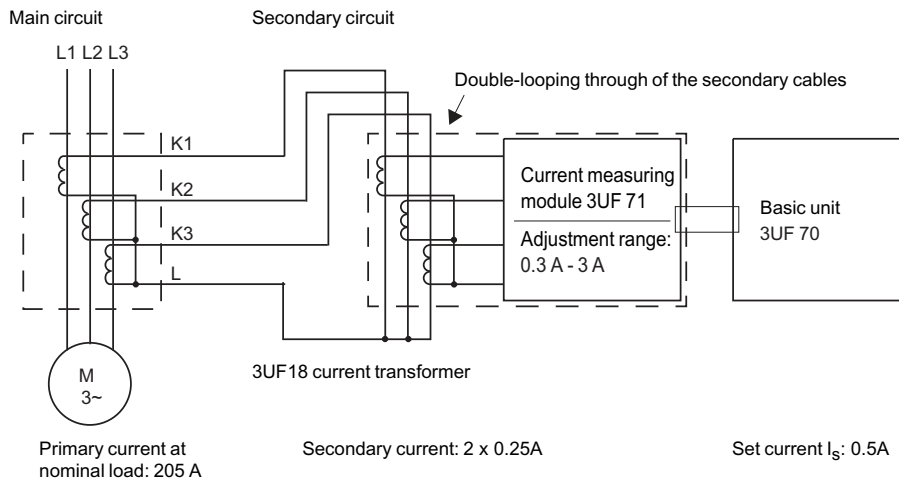 Main circuit
Secondary circuit
L1 L2 L3
Double-looping through of the secondary cables
K1
K2
K3
L
Current measuring
module 3UF 71
Adjustment range:
0.3 A - 3 A
Basic unit
3UF 70
M
3~
3UF18 current transformer
Primary current at
nominal load: 205 A
Secondary current: 2 x 0.25A
Set current Is: 0.5A